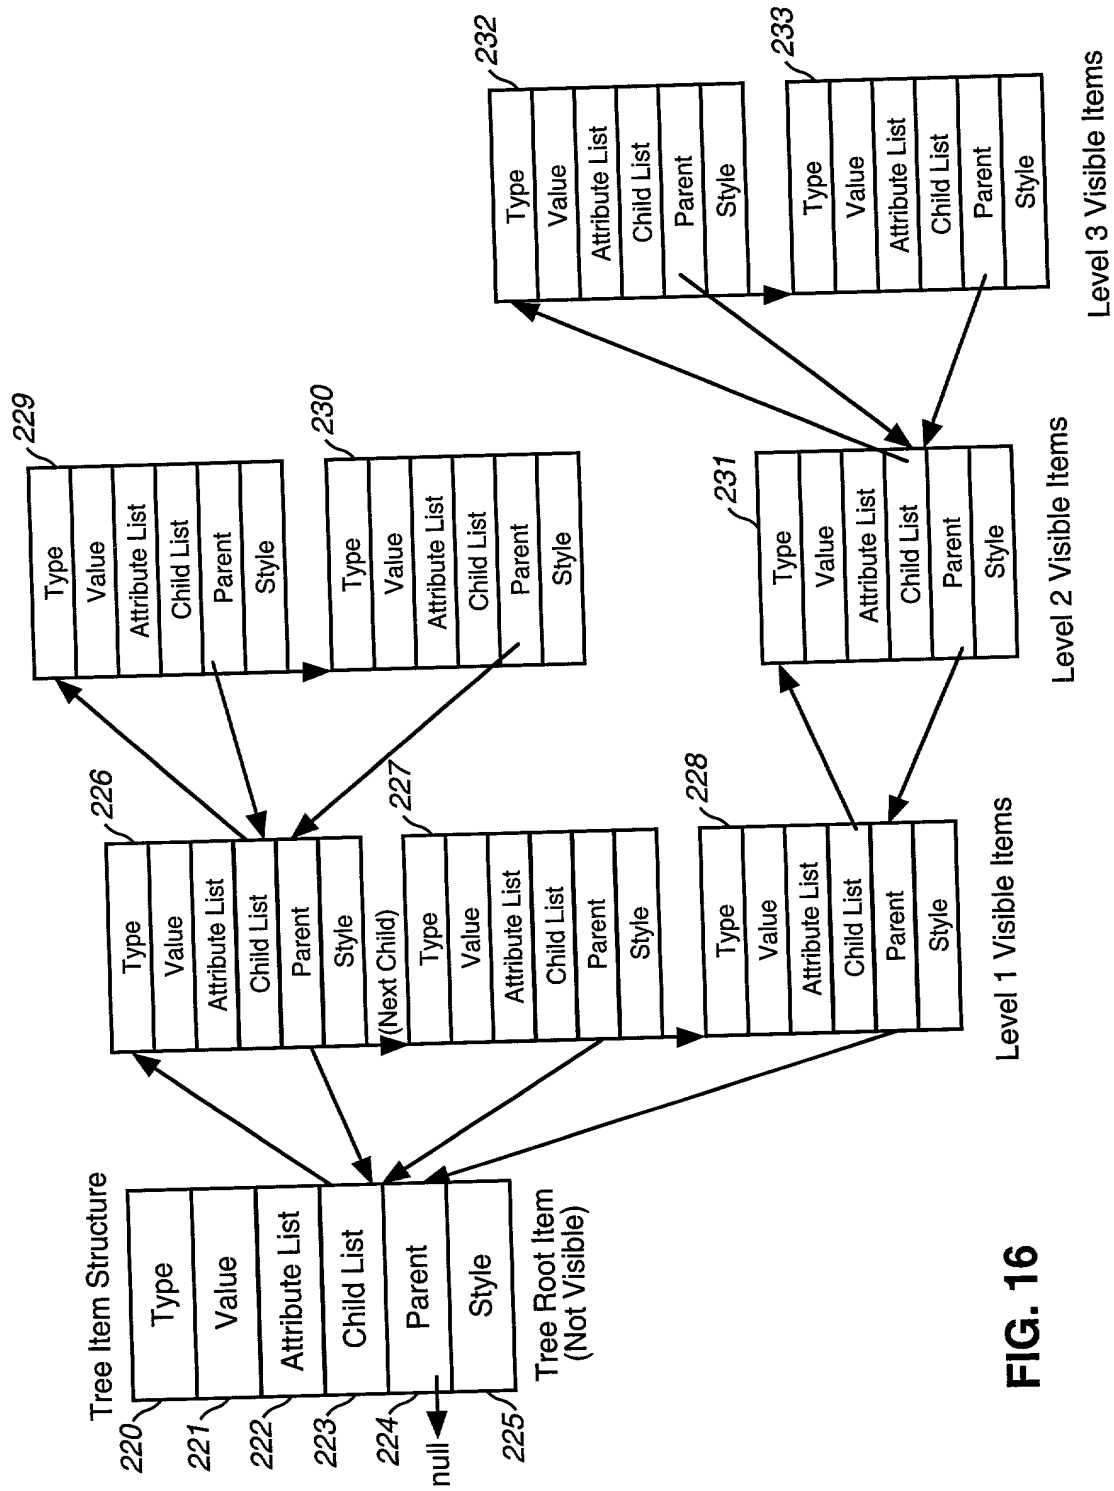 Tree Item Structure
220
Type
221
Value
222
Attribute List
223
Child List
224
Parent
null
225
Style
Tree Root Item
(Not Visible)
226
Type
Value
Attribute List
Child List
Parent
Style
(Next Child)
227
Type
Value
Attribute List
Child List
Parent
Style
228
Type
Value
Attribute List
Child List
Parent
Style
Level 1 Visible Items
229
Type
Value
Attribute List
Child List
Parent
Style
230
Type
Value
Attribute List
Child List
Parent
Style
231
Type
Value
Attribute List
Child List
Parent
Style
Level 2 Visible Items
232
Type
Value
Attribute List
Child List
Parent
Style
233
Type
Value
Attribute List
Child List
Parent
Style
Level 3 Visible Items
FIG. 16